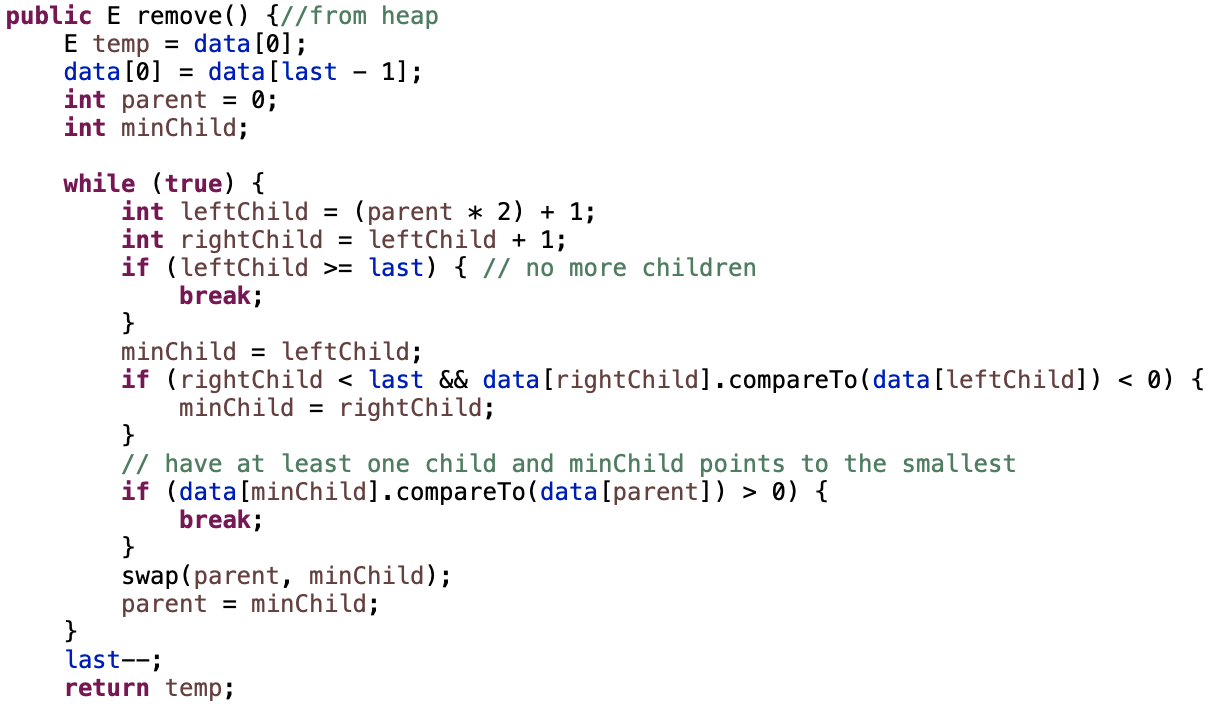 public E remove() {//from heap
    E temp = data[0];
    data[0] = data[last - 1];
    int parent = 0;
    int minChild;

    while (true) {
        int leftChild = (parent * 2) + 1;
        int rightChild = leftChild + 1;
        if (leftChild >= last) { // no more children
            break;
        }
        minChild = leftChild;
        if (rightChild < last && data[rightChild].compareTo(data[leftChild]) < 0) {
            minChild = rightChild;
        }
        // have at least one child and minChild points to the smallest
        if (data[minChild].compareTo(data[parent]) > 0) {
            break;
        }
        swap(parent, minChild);
        parent = minChild;
    }
    last--;
    return temp;